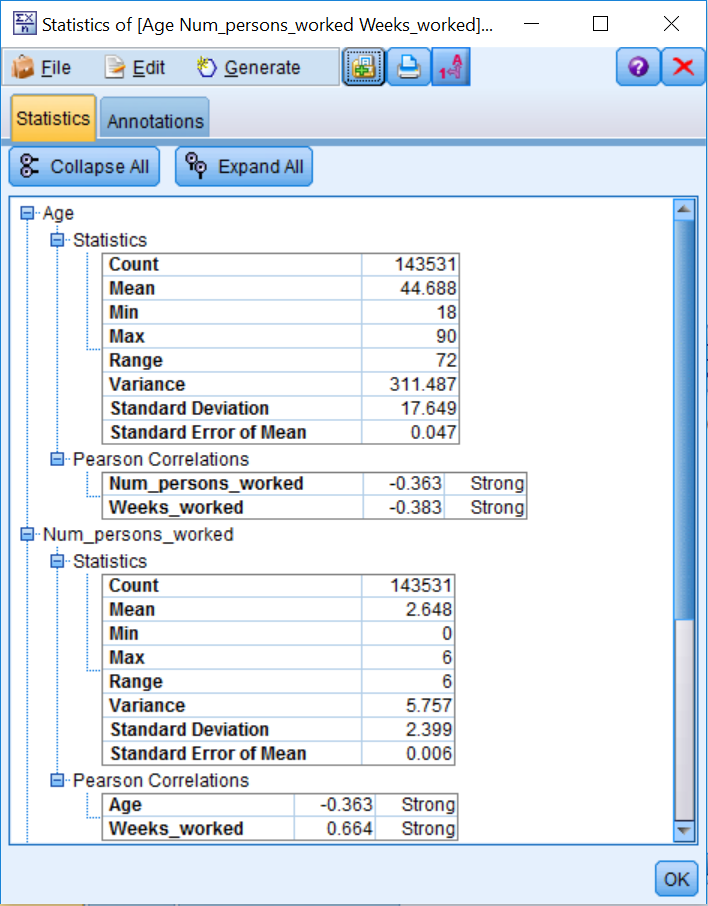 Statistics of [Age Num_persons_worked Weeks_worked]...
File Edit Generate
Statistics Annotations
Collapse All Expand All
Age
Statistics
Count 143531
Mean 44.688
Min 18
Max 90
Range 72
Variance 311.487
Standard Deviation 17.649
Standard Error of Mean 0.047
Pearson Correlations
Num_persons_worked -0.363 Strong
Weeks_worked -0.383 Strong
Num_persons_worked
Statistics
Count 143531
Mean 2.648
Min 0
Max 6
Range 6
Variance 5.757
Standard Deviation 2.399
Standard Error of Mean 0.006
Pearson Correlations
Age -0.363 Strong
Weeks_worked 0.664 Strong
OK